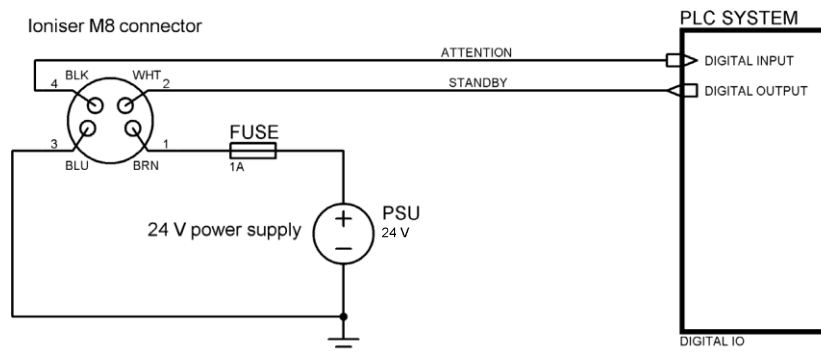 PLC SYSTEM
Ioniser M8 connector
ATTENTION
DIGITAL INPUT
4 BLK WHT 2
STANDBY
DIGITAL OUTPUT
FUSE
3 BLU BRN 1
1A
PSU
24 V power supply
24 V
+
−
DIGITAL IO